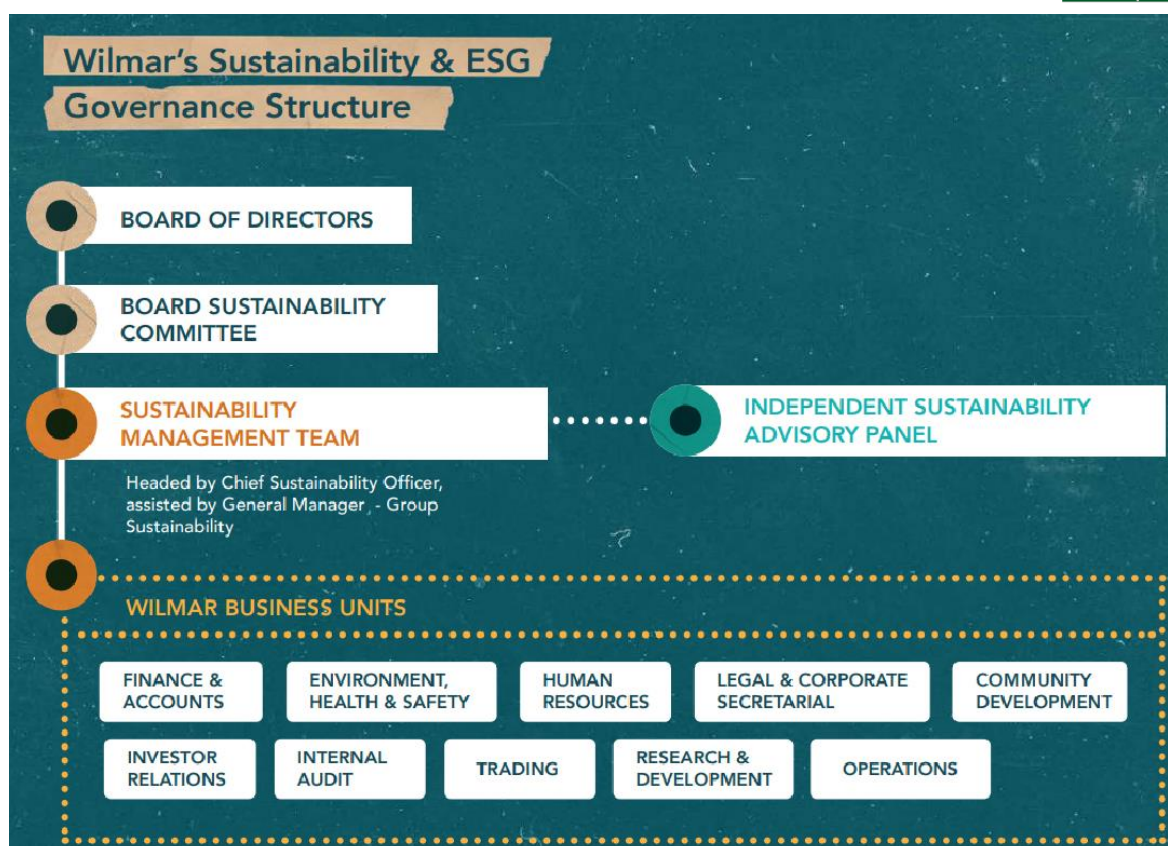 Wilmar's Sustainability & ESG
Governance Structure
BOARD OF DIRECTORS
BOARD SUSTAINABILITY
COMMITTEE
SUSTAINABILITY
MANAGEMENT TEAM
INDEPENDENT SUSTAINABILITY
ADVISORY PANEL
Headed by Chief Sustainability Officer,
assisted by General Manager - Group
Sustainability
WILMAR BUSINESS UNITS
FINANCE &
ACCOUNTS
ENVIRONMENT,
HEALTH & SAFETY
HUMAN
RESOURCES
LEGAL & CORPORATE
SECRETARIAL
COMMUNITY
DEVELOPMENT
INVESTOR
RELATIONS
INTERNAL
AUDIT
TRADING
RESEARCH &
DEVELOPMENT
OPERATIONS